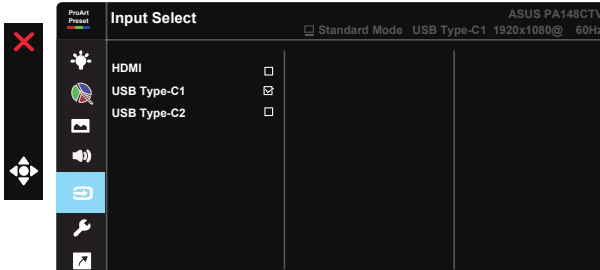 ProArt
Preset
Input Select
ASUS PA148CTV
Standard Mode USB Type-C1 1920x1080@ 60Hz
HDMI
USB Type-C1
USB Type-C2